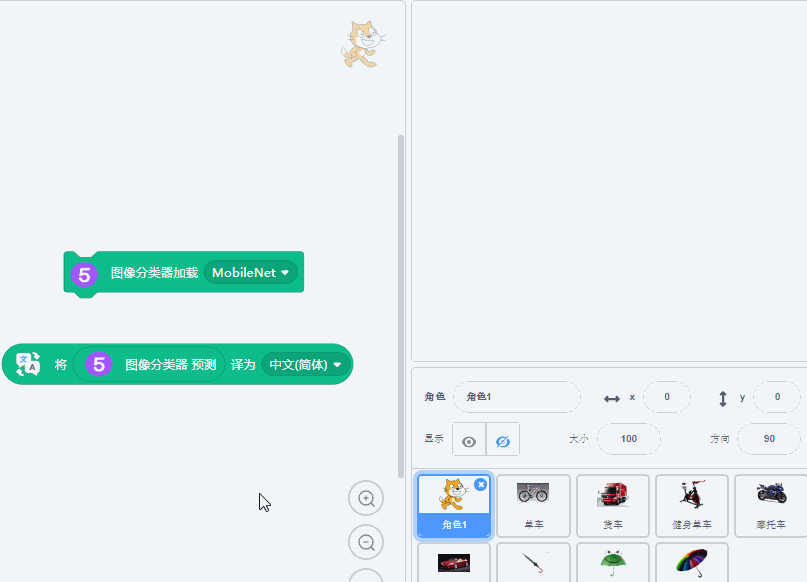 5 图像分类器加载 MobileNet
文 A 将 5 图像分类器 预测 译为 中文(简体)
角色 角色1 x 0 y 0
显示 大小 100 方向 90
角色1 单车 货车 健身单车 摩托车